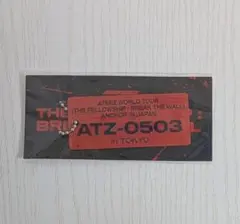 ATEEZ WORLD TOUR
[THE FELLOWSHIP : BREAK THE WALL]
ANCHOR IN JAPAN
ATZ-0503
IN TOKYO